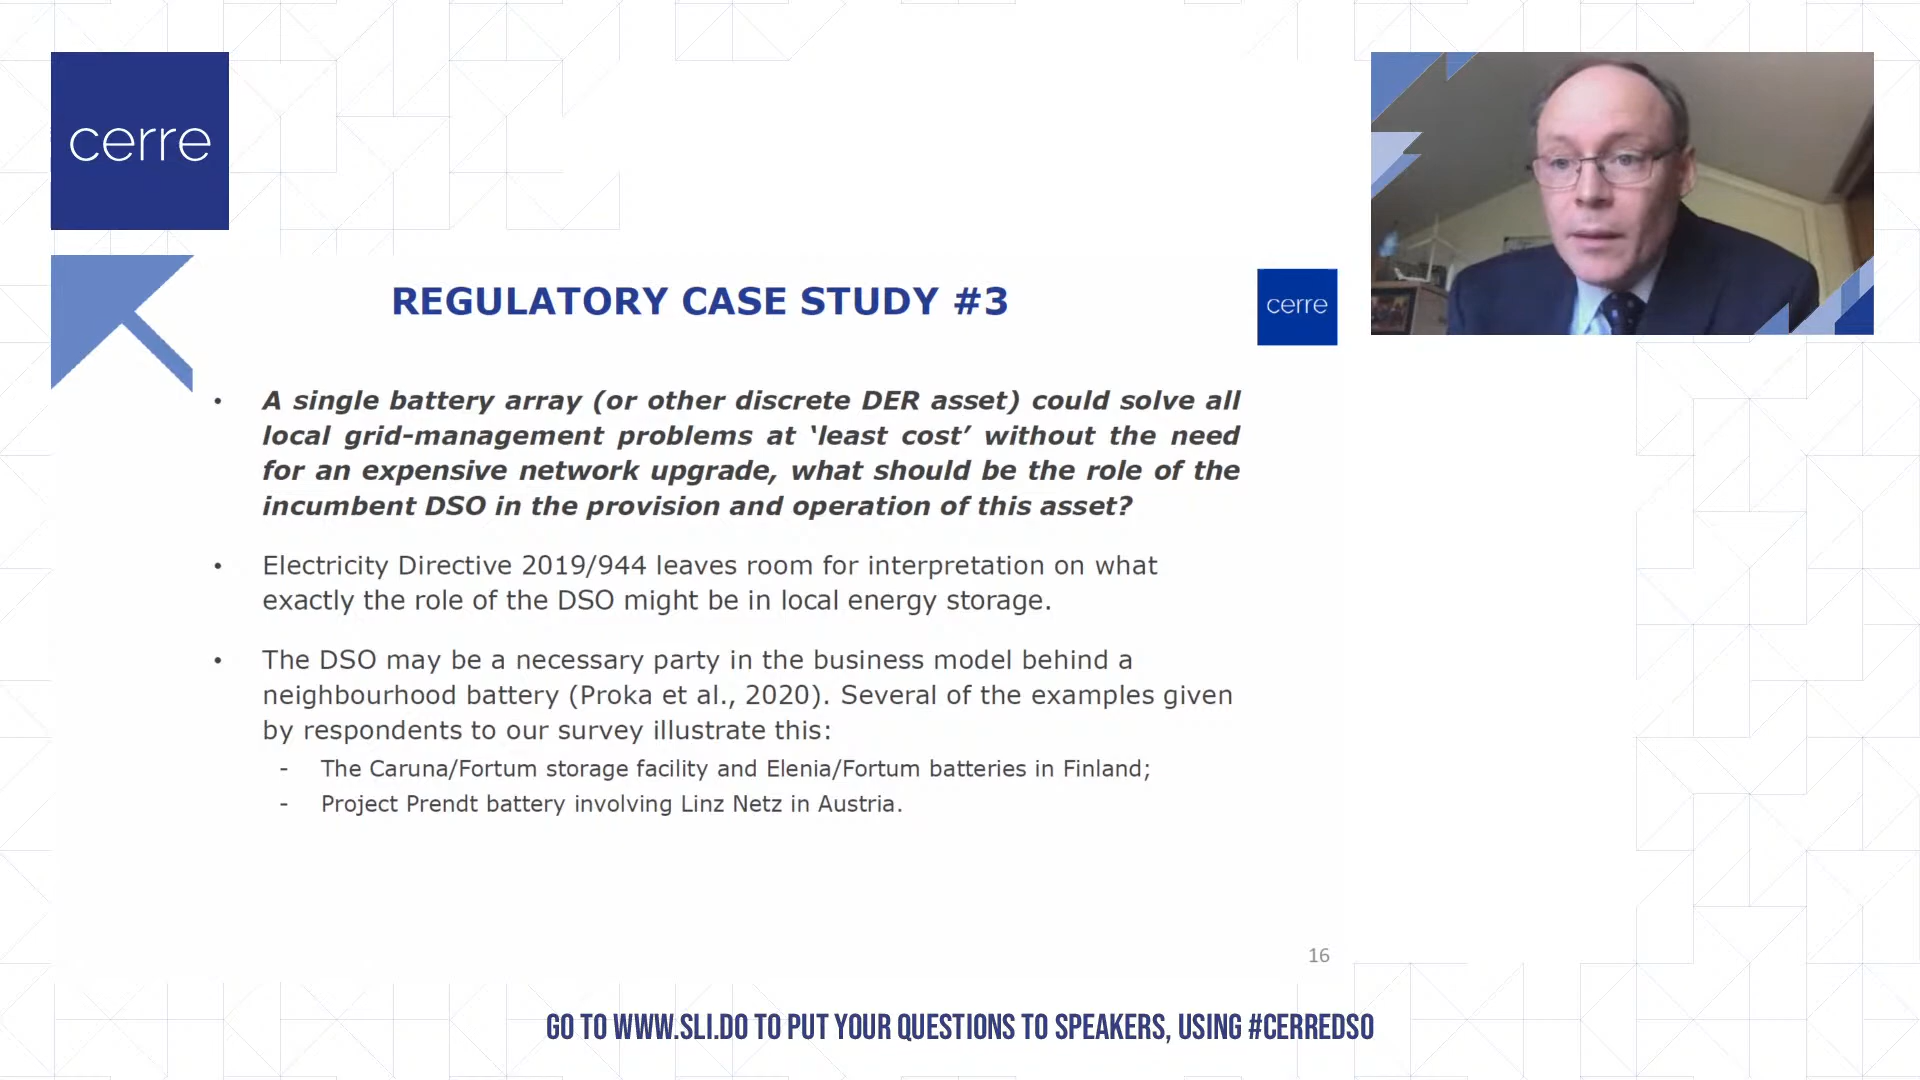 cerre
REGULATORY CASE STUDY #3
cerre
• A single battery array (or other discrete DER asset) could solve all
local grid-management problems at ‘least cost’ without the need
for an expensive network upgrade, what should be the role of the
incumbent DSO in the provision and operation of this asset?
• Electricity Directive 2019/944 leaves room for interpretation on what
exactly the role of the DSO might be in local energy storage.
• The DSO may be a necessary party in the business model behind a
neighbourhood battery (Proka et al., 2020). Several of the examples given
by respondents to our survey illustrate this:
- The Caruna/Fortum storage facility and Elenia/Fortum batteries in Finland;
- Project Prendt battery involving Linz Netz in Austria.
16
GO TO WWW.SLI.DO TO PUT YOUR QUESTIONS TO SPEAKERS, USING #CERREDSO